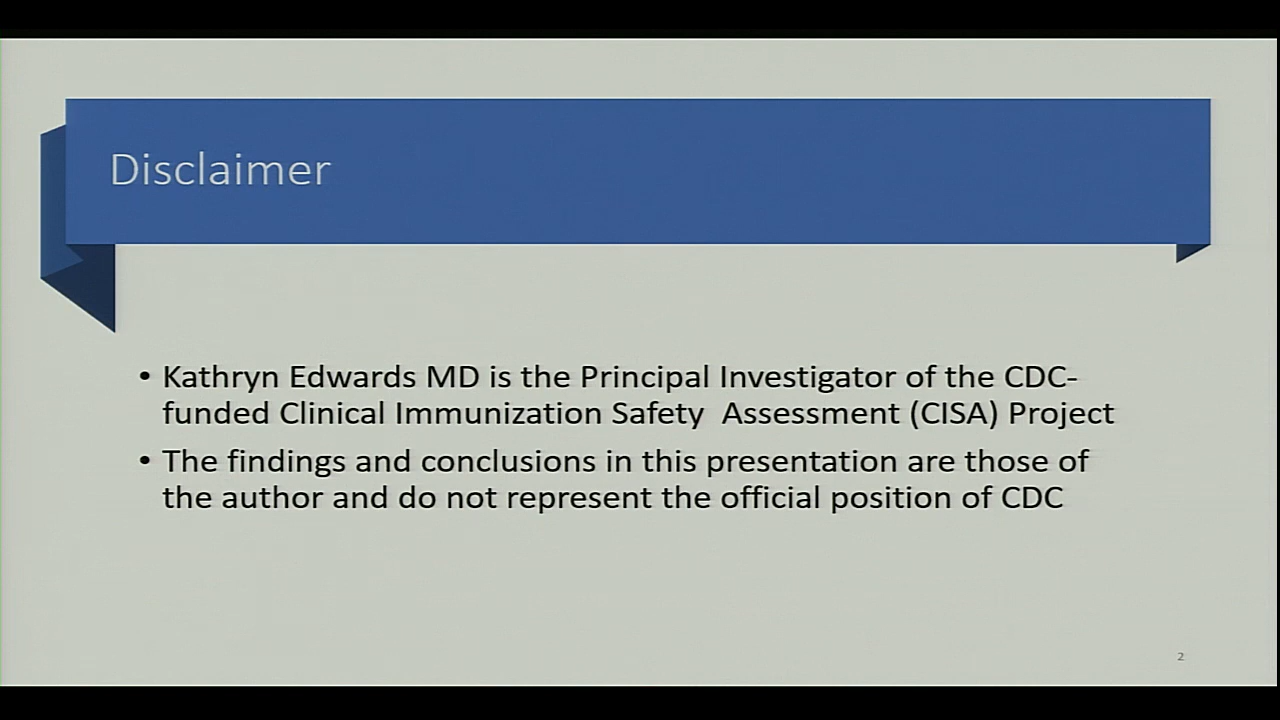 Disclaimer
• Kathryn Edwards MD is the Principal Investigator of the CDC-
funded Clinical Immunization Safety  Assessment (CISA) Project
• The findings and conclusions in this presentation are those of
the author and do not represent the official position of CDC
2